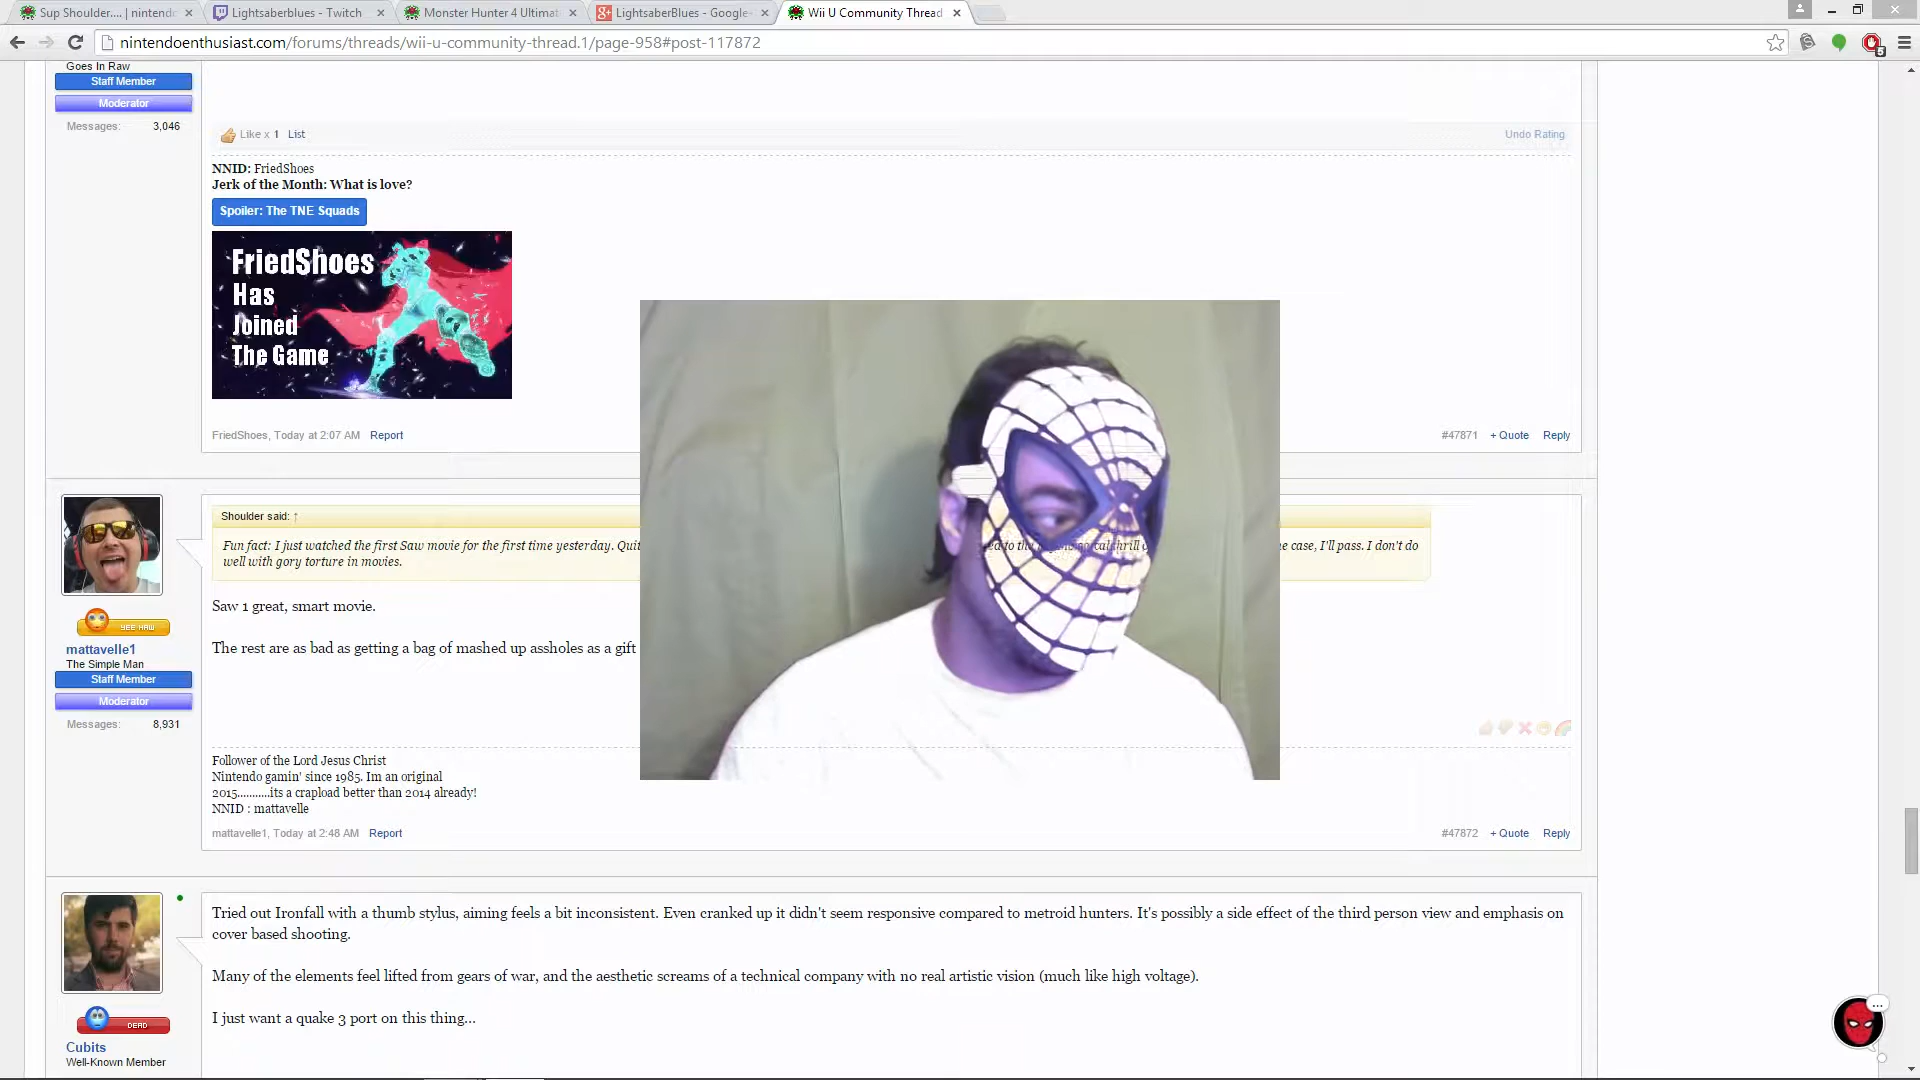 Sup Shoulder.... | nintendo
Lightsaberblues - Twitch
Monster Hunter 4 Ultimat
LightsaberBlues - Google+
Wii U Community Thread
nintendoenthusiast.com/forums/threads/wii-u-community-thread.1/page-958#post-117872
Goes In Raw
Staff Member
Moderator
Messages: 3,046
Like x 1 List
Undo Rating
NNID: FriedShoes
Jerk of the Month: What is love?
Spoiler: The TNE Squads
FriedShoes
Has
Joined
The Game
FriedShoes, Today at 2:07 AM Report
#47871 + Quote Reply
Shoulder said: ↑
Fun fact: I just watched the first Saw movie for the first time yesterday. Quit to the thrill e case, I'll pass. I don't do
well with gory torture in movies.
Saw 1 great, smart movie.
The rest are as bad as getting a bag of mashed up assholes as a gift
YEE HAW
mattavelle1
The Simple Man
Staff Member
Moderator
Messages: 8,931
Follower of the Lord Jesus Christ
Nintendo gamin' since 1985. Im an original
2015...........its a crapload better than 2014 already!
NNID : mattavelle
mattavelle1, Today at 2:48 AM Report
#47872 + Quote Reply
Tried out Ironfall with a thumb stylus, aiming feels a bit inconsistent. Even cranked up it didn't seem responsive compared to metroid hunters. It's possibly a side effect of the third person view and emphasis on
cover based shooting.
Many of the elements feel lifted from gears of war, and the aesthetic screams of a technical company with no real artistic vision (much like high voltage).
I just want a quake 3 port on this thing...
DEAD
Cubits
Well-Known Member